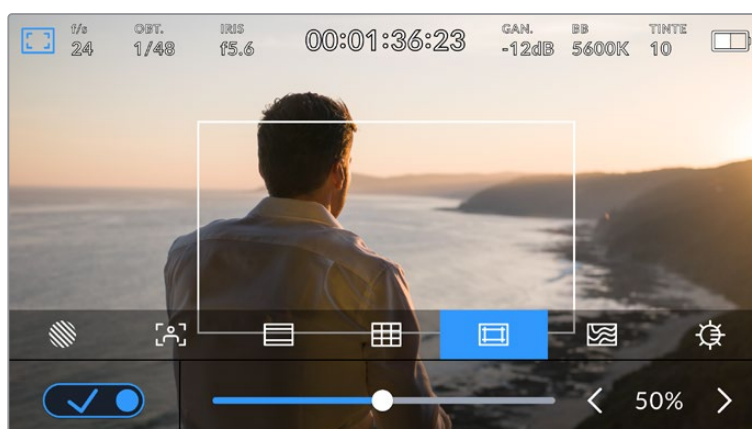 f/s OBT. IRIS 00:01:36:23 GAN. BB TINTE
24 1/48 f5.6 -12dB 5600K 10
50%